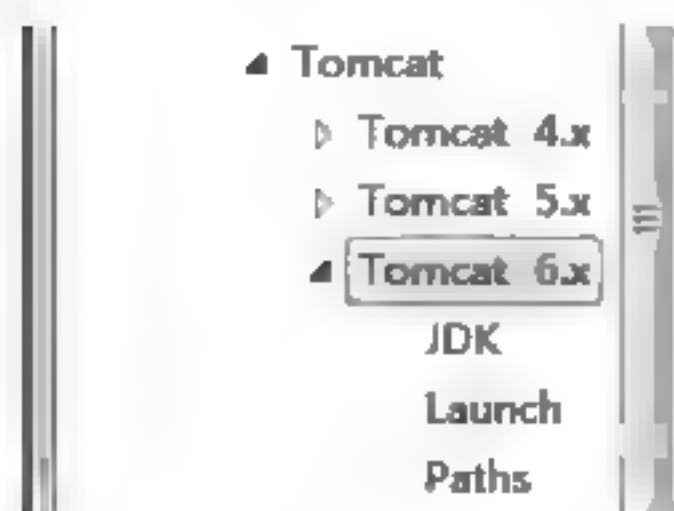 Tomcat
Tomcat 4.x
Tomcat 5.x
Tomcat 6.x
JDK
Launch
Paths